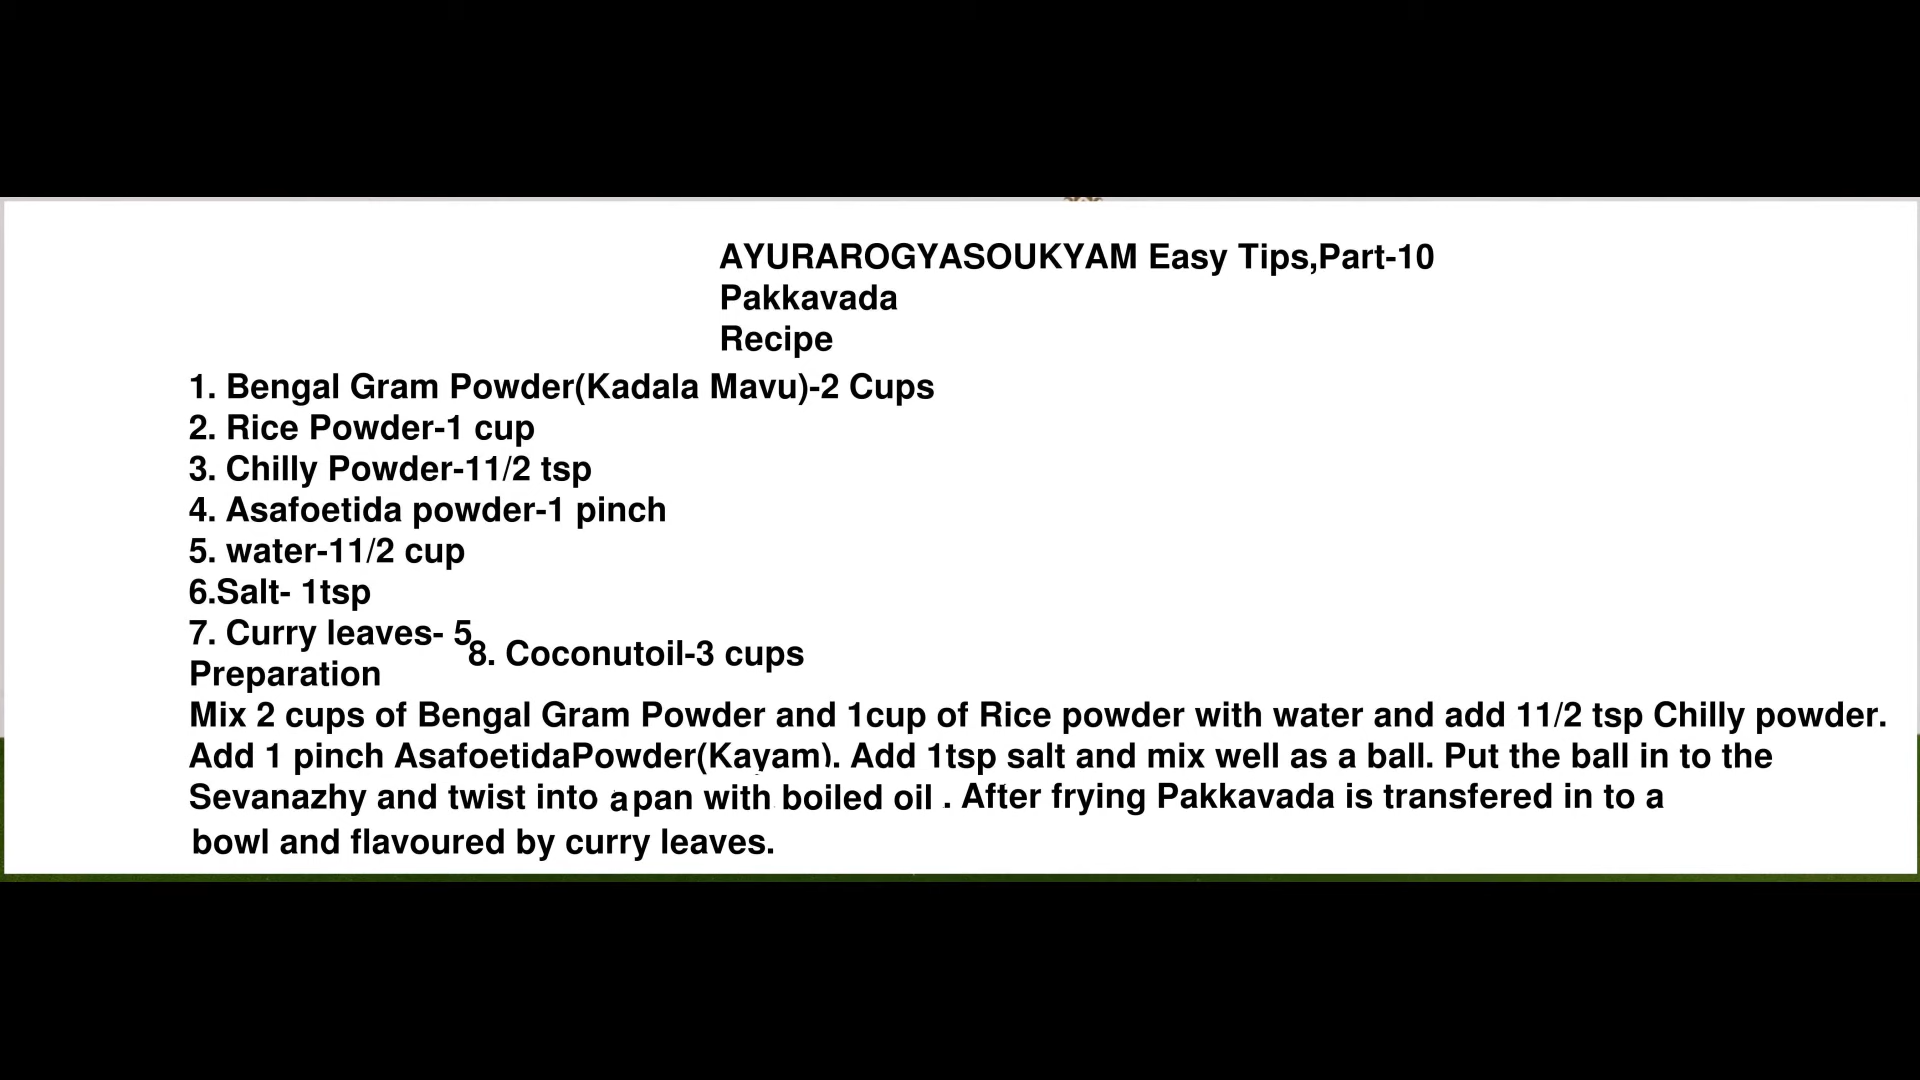 AYURAROGYASOUKYAM Easy Tips,Part-10
Pakkavada
Recipe
1. Bengal Gram Powder(Kadala Mavu)-2 Cups
2. Rice Powder-1 cup
3. Chilly Powder-11/2 tsp
4. Asafoetida powder-1 pinch
5. water-11/2 cup
6.Salt- 1tsp
7. Curry leaves- 5
8. Coconutoil-3 cups
Preparation
Mix 2 cups of Bengal Gram Powder and 1cup of Rice powder with water and add 11/2 tsp Chilly powder.
Add 1 pinch AsafoetidaPowder(Kayam). Add 1tsp salt and mix well as a ball. Put the ball in to the
Sevanazhy and twist into a pan with boiled oil . After frying Pakkavada is transfered in to a
bowl and flavoured by curry leaves.